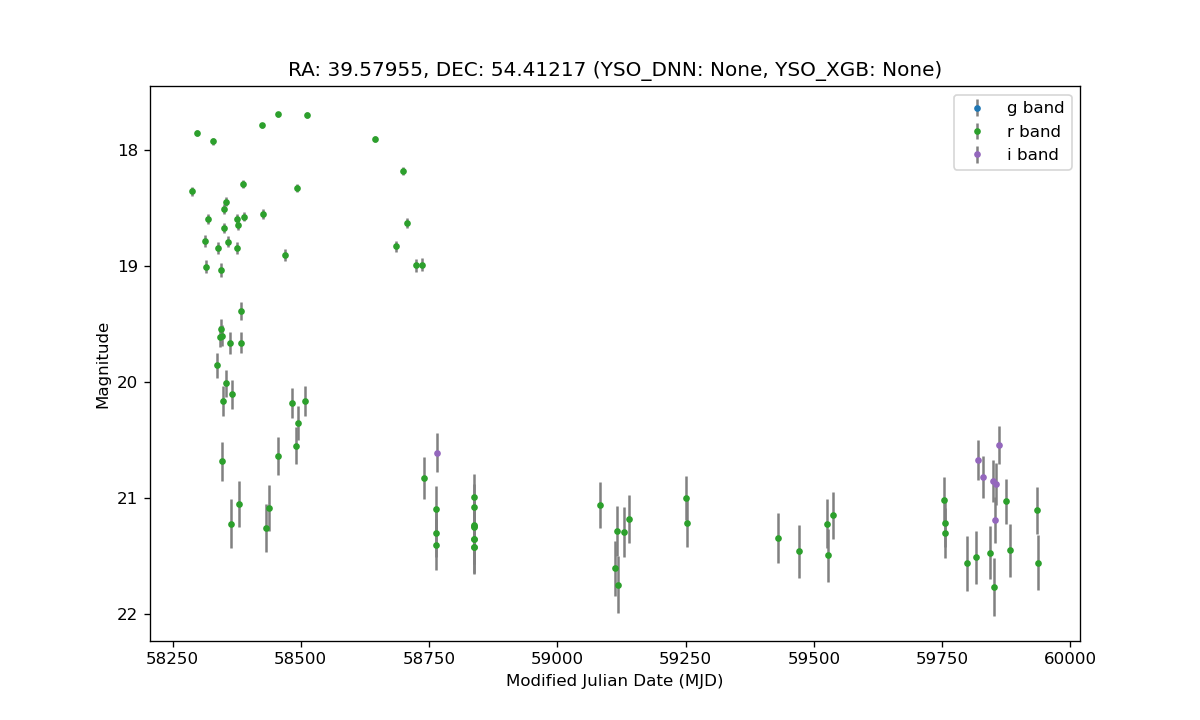 RA: 39.57955, DEC: 54.41217 (YSO_DNN: None, YSO_XGB: None)
g band
r band
i band
18
19
20
21
22
Magnitude
58250 58500 58750 59000 59250 59500 59750 60000
Modified Julian Date (MJD)